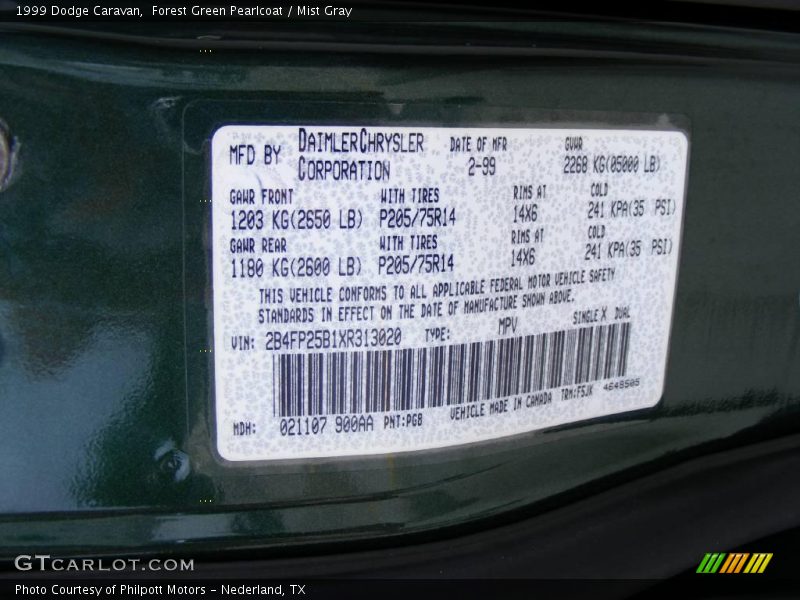 1999 Dodge Caravan,  Forest Green Pearlcoat / Mist Gray
MFD BY DAIMLERCHRYSLER CORPORATION
DATE OF MFR 2-99
GVWR 2268 KG(05000 LB)
GAWR FRONT WITH TIRES RIMS AT COLD
1203 KG(2650 LB) P205/75R14 14X6 241 KPA(35 PSI)
GAWR REAR WITH TIRES RIMS AT COLD
1180 KG(2600 LB) P205/75R14 14X6 241 KPA(35 PSI)
THIS VEHICLE CONFORMS TO ALL APPLICABLE FEDERAL MOTOR VEHICLE SAFETY
STANDARDS IN EFFECT ON THE DATE OF MANUFACTURE SHOWN ABOVE.
VIN: 2B4FP25B1XR313020 TYPE: MPV SINGLE X DUAL
MDH: 021107 900AA PNT:PGB VEHICLE MADE IN CANADA TRM:F5JK 4648505
GTCARLOT.COM
Photo Courtesy of Philpott Motors - Nederland, TX